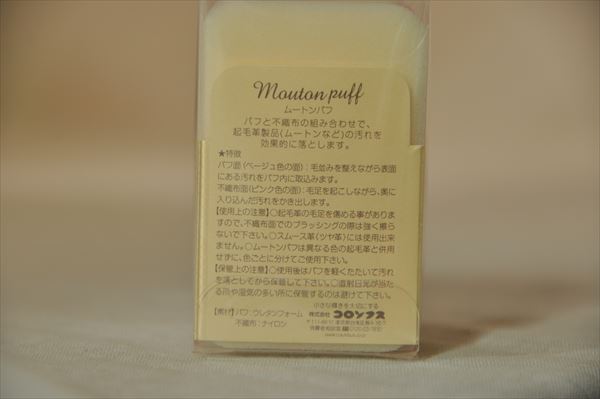 Mouton puff
ムートンパフ
パフと不織布の組み合わせで、
起毛革製品(ムートンなど)の汚れを
効果的に落とします。
★特徴
パフ面(ベージュ色の面):毛並みを整えながら表面
にある汚れをパフ内に取込みます。
不織布面(ピンク色の面):毛足を起こしながら、奥に
入り込んだ汚れをかき出します。
【使用上の注意】○起毛革の毛足を傷める事がありま
すので、不織布面でのブラッシングの際は強く擦ら
ないで下さい。○スムース革(ツヤ革)には使用出来
ません。○ムートンパフは異なる色の起毛革と併用
せずに、色ごとに分けてご使用下さい。
【保管上の注意】○使用後はパフを軽くたたいて汚れ
を落としてから保管して下さい。○直射日光が当た
る所や湿気の多い所に保管するのは避けて下さい。
小さな輝きを大切にする
【素材】パフ:ウレタンフォーム
不織布:ナイロン
株式会社 コロンブス